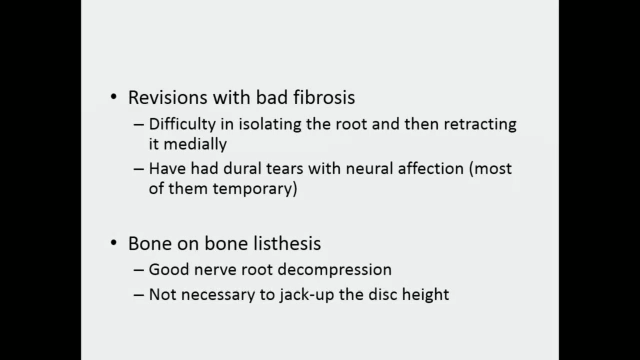 • Revisions with bad fibrosis
– Difficulty in isolating the root and then retracting
it medially
– Have had dural tears with neural affection (most
of them temporary)
• Bone on bone listhesis
– Good nerve root decompression
– Not necessary to jack-up the disc height